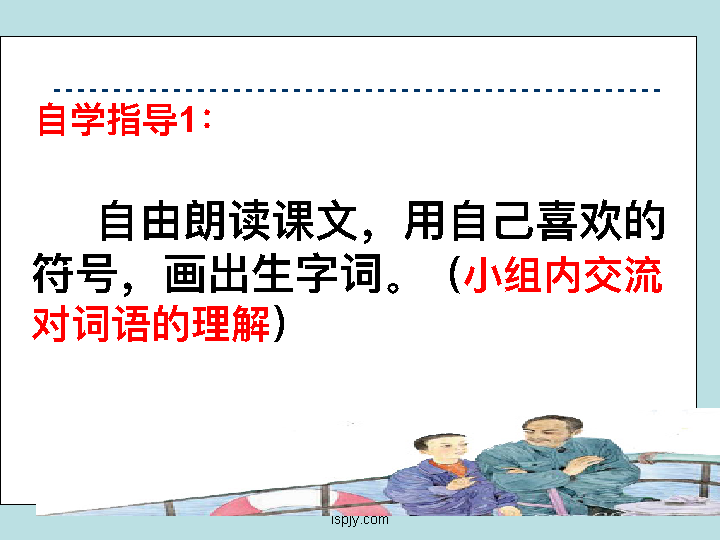 自学指导1：
自由朗读课文，用自己喜欢的
符号，画出生字词。（小组内交流
对词语的理解）
ispjy.com